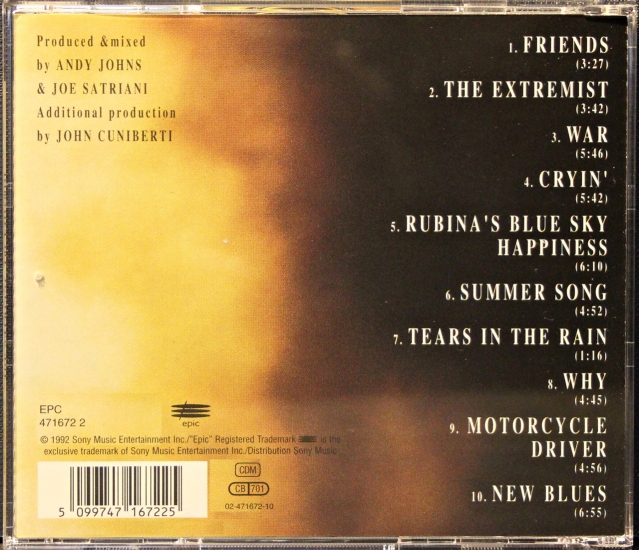 Produced &mixed
by ANDY JOHNS
& JOE SATRIANI
Additional production
by JOHN CUNIBERTI
1. FRIENDS
(3:27)
2. THE EXTREMIST
(3:42)
3. WAR
(5:46)
4. CRYIN'
(5:42)
5. RUBINA'S BLUE SKY
HAPPINESS
(6:10)
6. SUMMER SONG
(4:52)
7. TEARS IN THE RAIN
(1:16)
8. WHY
(4:45)
9. MOTORCYCLE
DRIVER
(4:56)
10. NEW BLUES
(6:55)
EPC
471672 2
epic
© 1992 Sony Music Entertainment Inc./"Epic" Registered Trademark is the
exclusive trademark of Sony Music Entertainment Inc./Distribution Sony Music
CDM
CB 701
02-471672-10
5 099747 167225